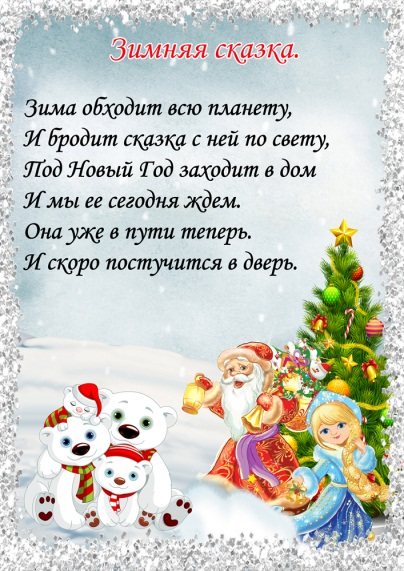 Зимняя сказка.
Зима обходит всю планету,
И бродит сказка с ней по свету,
Под Новый Год заходит в дом
И мы ее сегодня ждем.
Она уже в пути теперь.
И скоро постучится в дверь.